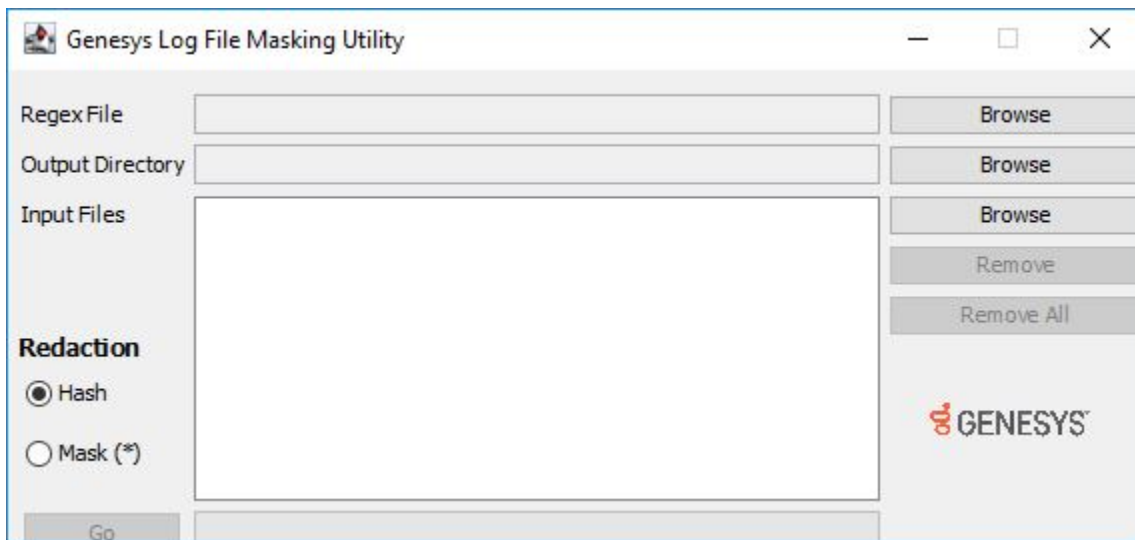 Genesys Log File Masking Utility
Regex File
Browse
Output Directory
Browse
Input Files
Browse
Remove
Remove All
Redaction
Hash
Mask (*)
GENESYS
Go